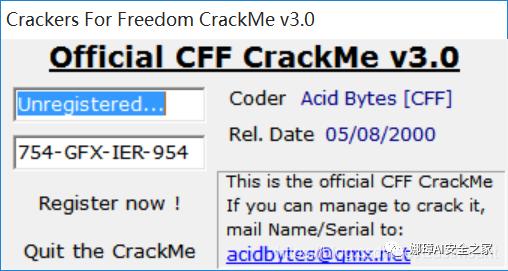 Crackers For Freedom CrackMe v3.0
Official CFF CrackMe v3.0
Unregistered...
Coder Acid Bytes [CFF]
Rel. Date 05/08/2000
754-GFX-IER-954
Register now !
Quit the CrackMe
This is the official CFF CrackMe
If you can manage to crack it,
mail Name/Serial to:
acidbytes@gmx.net
娜璋AI安全之家